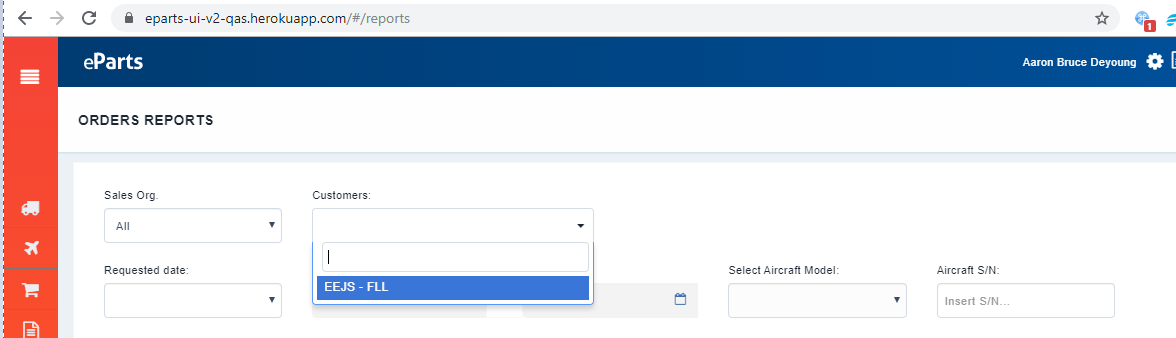 eparts-ui-v2-qas.herokuapp.com/#/reports
1
eParts
Aaron Bruce Deyoung
ORDERS REPORTS
Sales Org.
Customers:
All
Requested date:
EEJS - FLL
Select Aircraft Model:
Aircraft S/N:
Insert S/N...